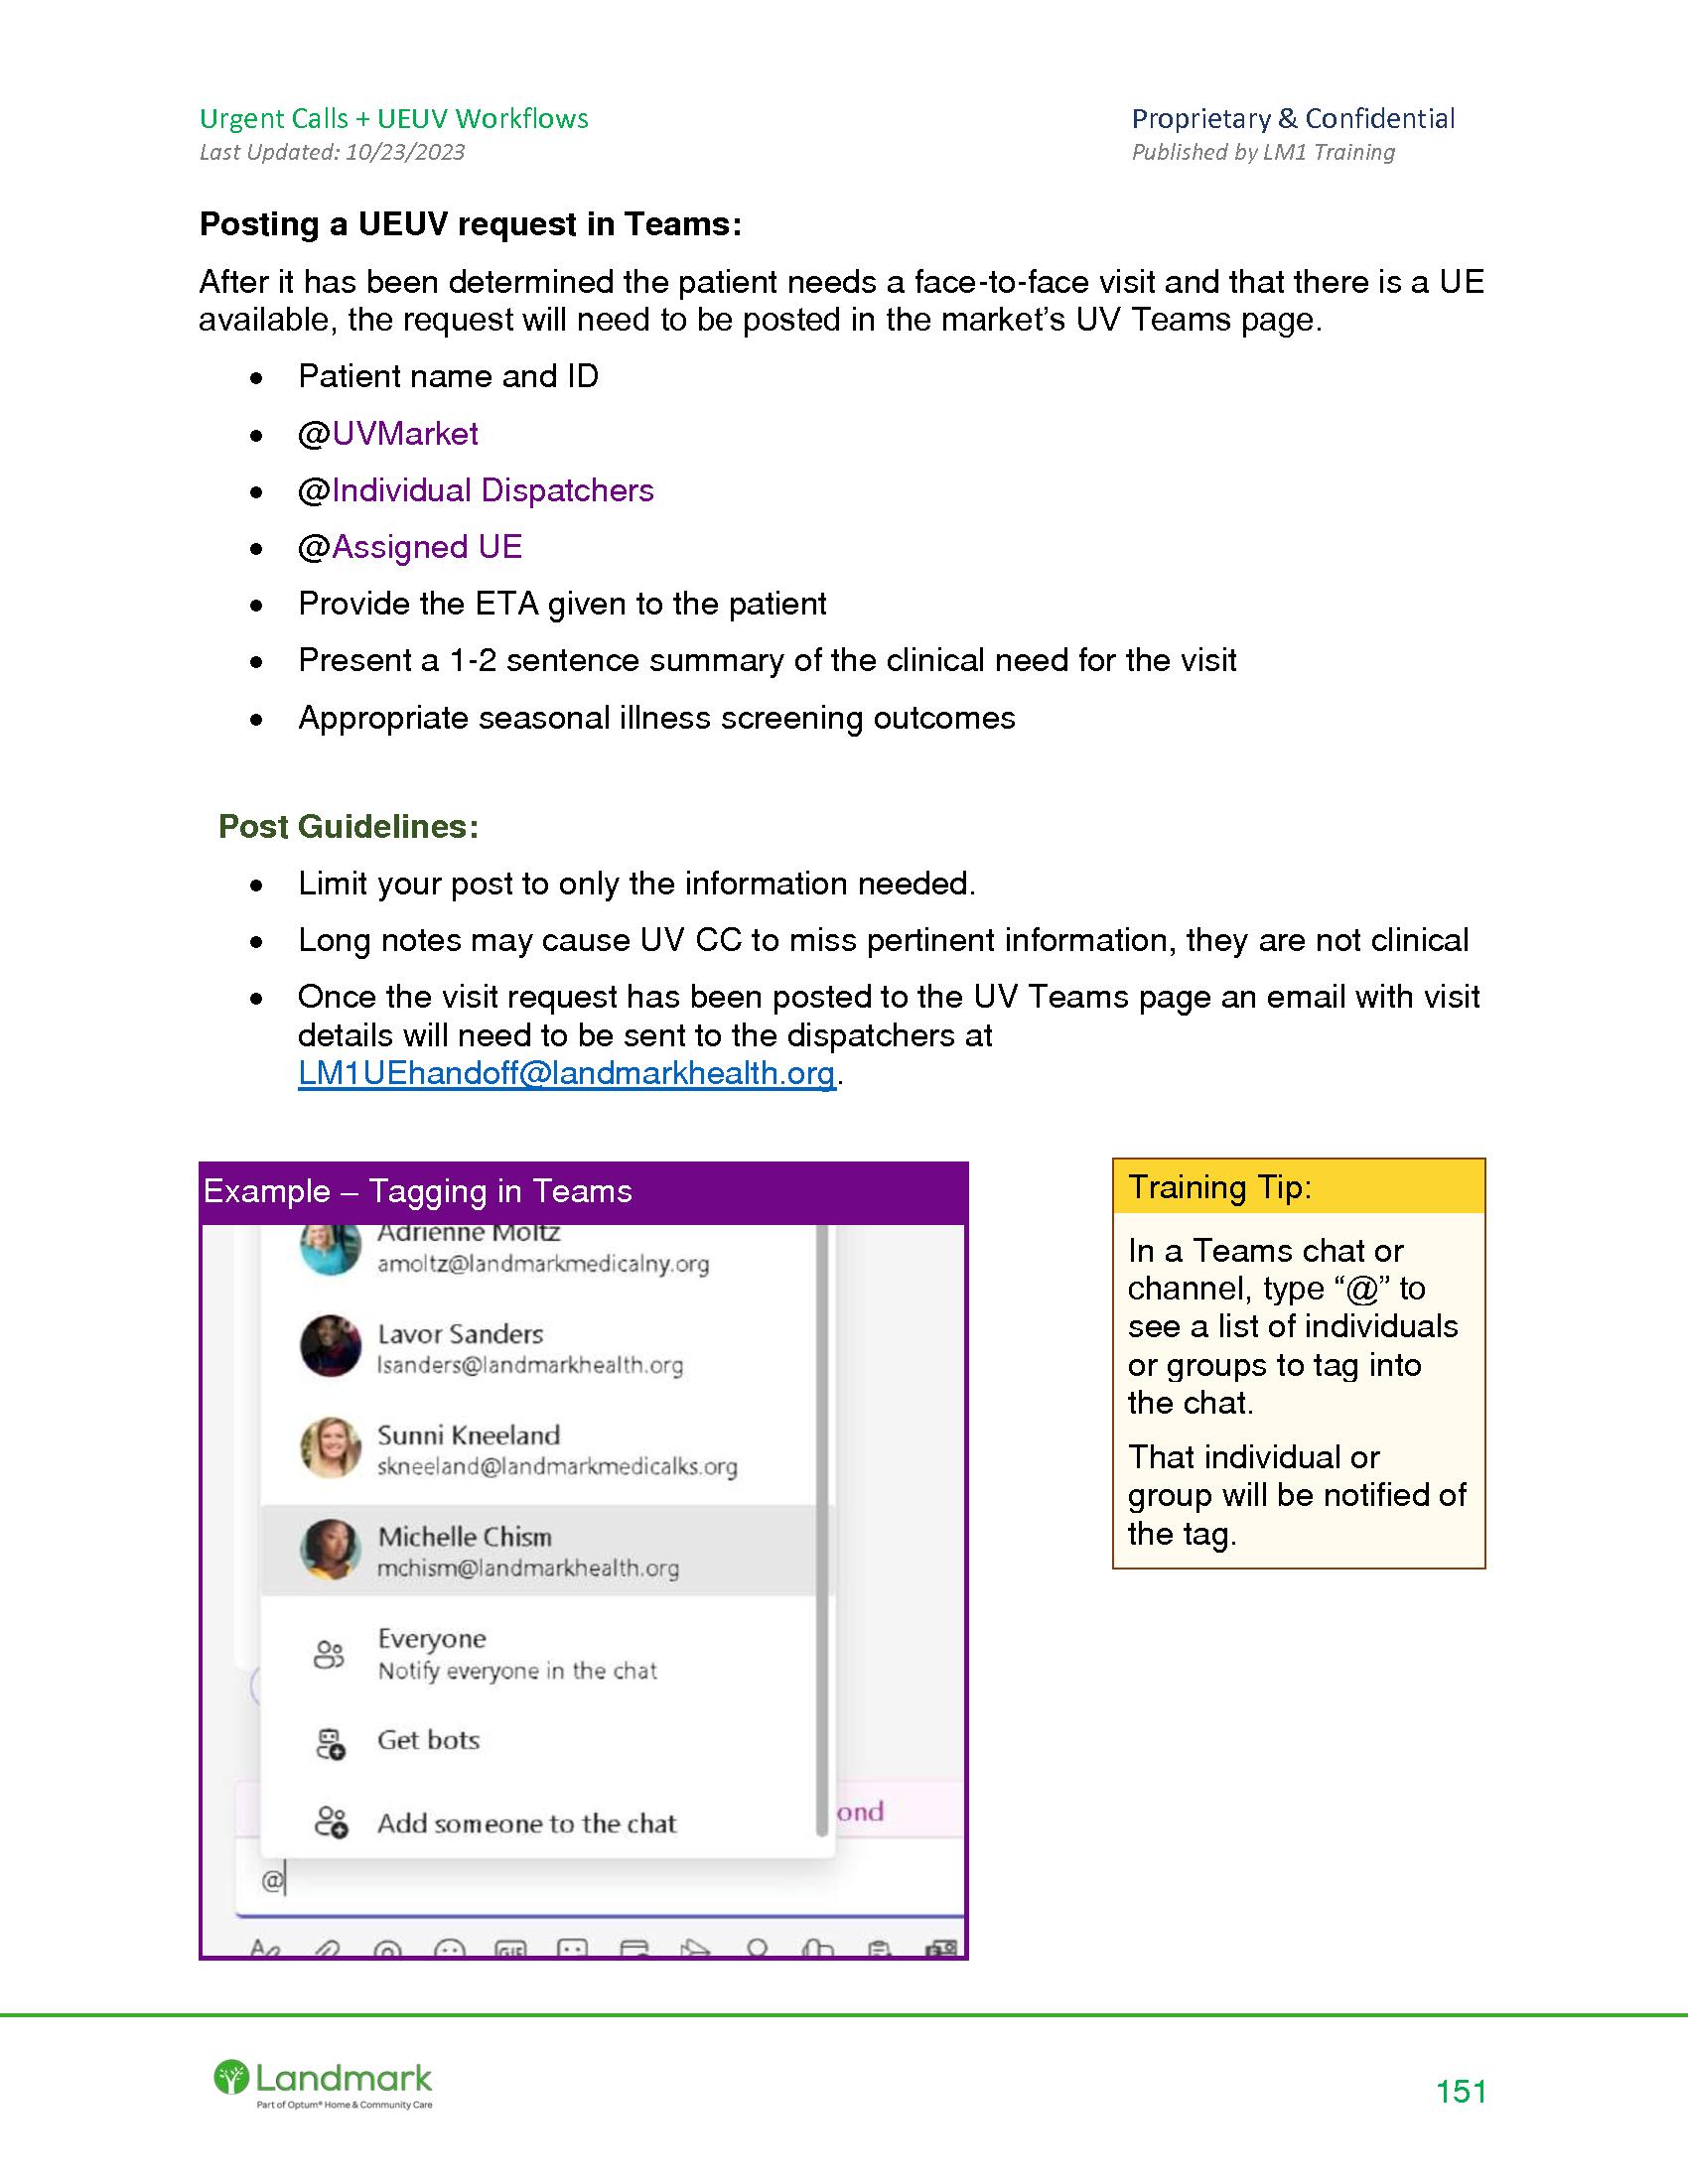 Urgent Calls + UEUV Workflows
Last Updated: 10/23/2023
Proprietary & Confidential
Published by LM1 Training
Posting a UEUV request in Teams:
After it has been determined the patient needs a face-to-face visit and that there is a UE
available, the request will need to be posted in the market’s UV Teams page.
• Patient name and ID
• @UVMarket
• @Individual Dispatchers
• @Assigned UE
• Provide the ETA given to the patient
• Present a 1-2 sentence summary of the clinical need for the visit
• Appropriate seasonal illness screening outcomes
Post Guidelines:
• Limit your post to only the information needed.
• Long notes may cause UV CC to miss pertinent information, they are not clinical
• Once the visit request has been posted to the UV Teams page an email with visit
details will need to be sent to the dispatchers at
LM1UEhandoff@landmarkhealth.org.
Example – Tagging in Teams
Adrienne Moltz
amoltz@landmarkmedicalny.org
Lavor Sanders
lsanders@landmarkhealth.org
Sunni Kneeland
skneeland@landmarkmedicalks.org
Michelle Chism
mchism@landmarkhealth.org
Everyone
Notify everyone in the chat
Get bots
Add someone to the chat
ond
@
GIF
Training Tip:
In a Teams chat or
channel, type “@” to
see a list of individuals
or groups to tag into
the chat.
That individual or
group will be notified of
the tag.
Landmark
Part of Optum® Home & Community Care
151